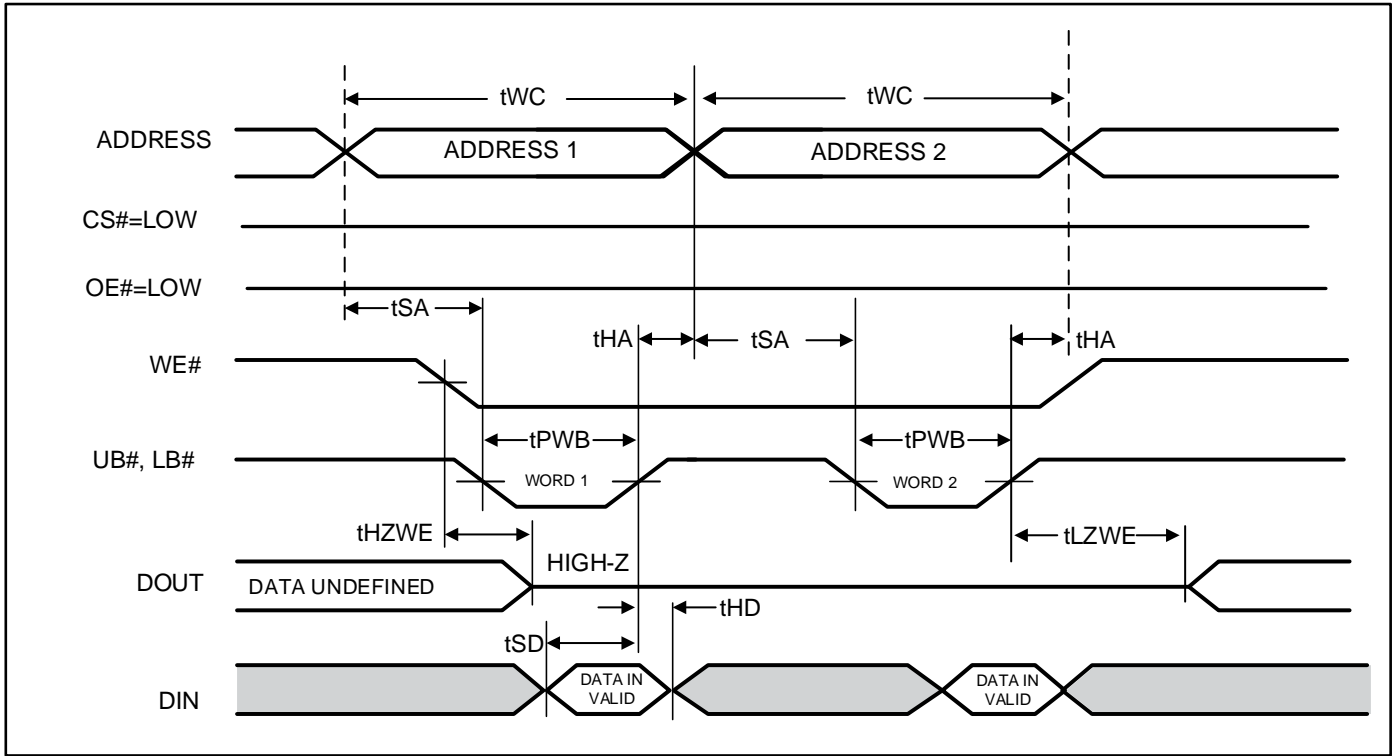 tWC tWC
ADDRESS ADDRESS 1 ADDRESS 2
CS#=LOW
OE#=LOW
tSA tHA tSA tHA
WE#
tPWB tPWB
UB#, LB# WORD 1 WORD 2
tHZWE tLZWE
HIGH-Z
DOUT DATA UNDEFINED
tHD
tSD
DIN DATA IN VALID DATA IN VALID